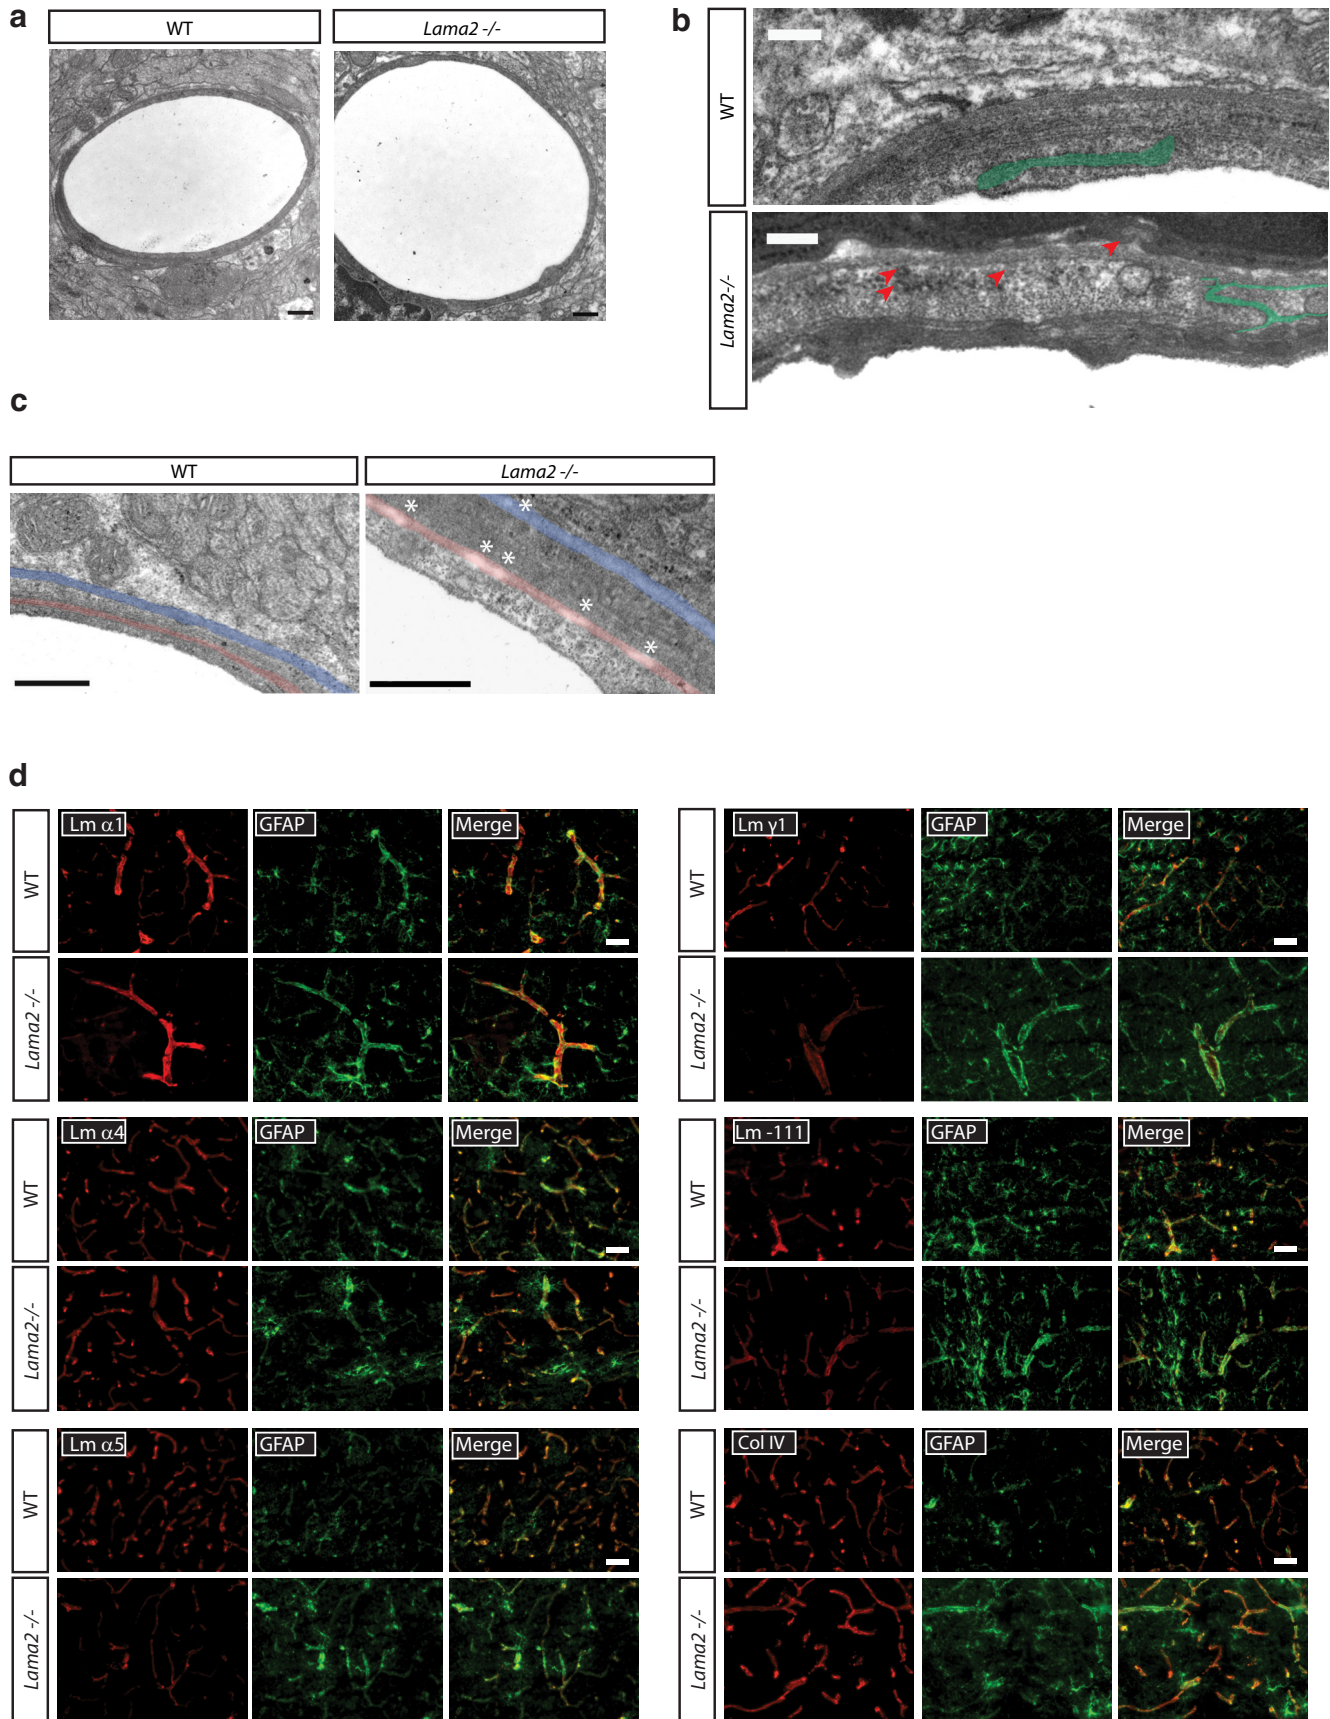 a
WT
Lama2 -/-
b
WT
Lama2-/-
c
WT
Lama2 -/-
* * * * * *
d
WT
Lm α1
GFAP
Merge
Lama2 -/-
WT
Lm α4
GFAP
Merge
Lama2-/-
WT
Lm α5
GFAP
Merge
Lama2 -/-
WT
Lm γ1
GFAP
Merge
Lama2 -/-
WT
Lm -111
GFAP
Merge
Lama2 -/-
WT
Col IV
GFAP
Merge
Lama2 -/-